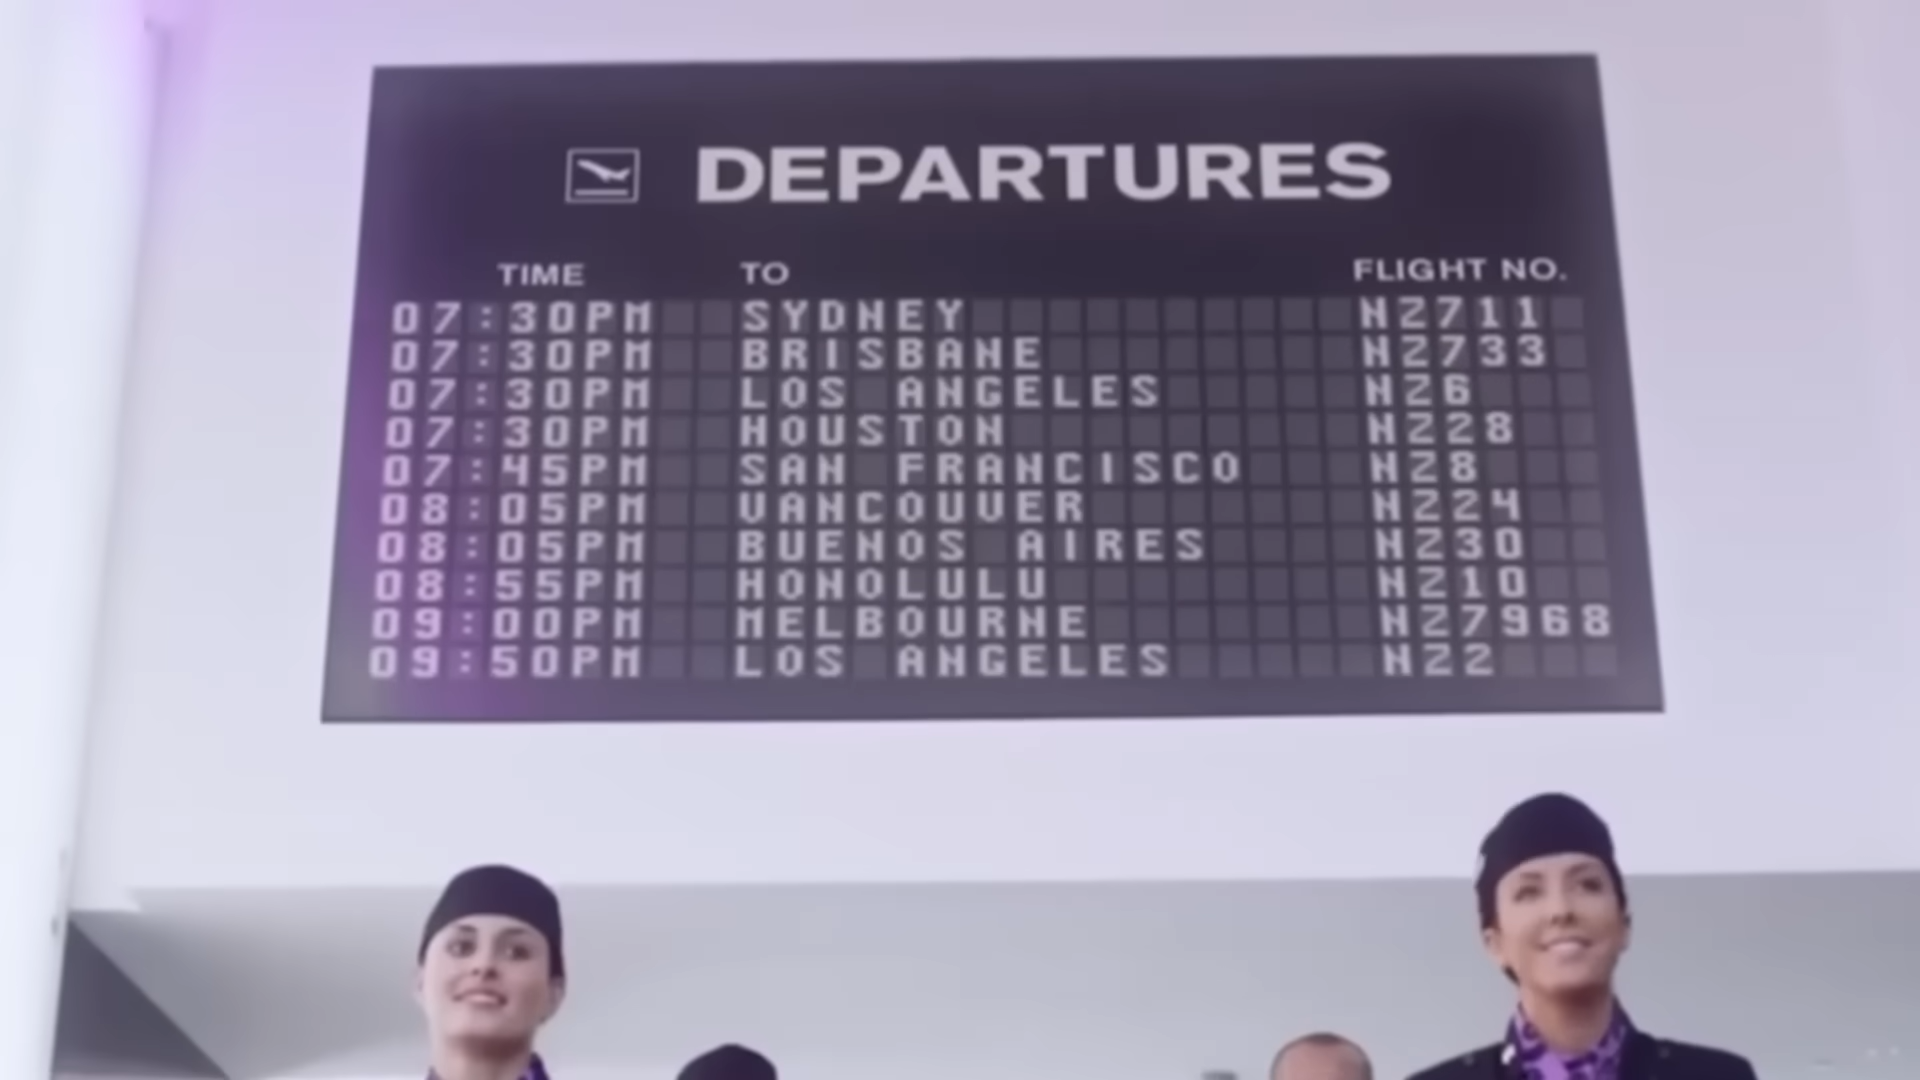 DEPARTURES
TIME TO FLIGHT NO.
07:30PM SYDNEY NZ711
07:30PM BRISBANE NZ733
07:30PM LOS ANGELES NZ6
07:30PM HOUSTON NZ28
07:45PM SAN FRANCISCO NZ8
08:05PM VANCOUVER NZ24
08:05PM BUENOS AIRES NZ30
08:55PM HONOLULU NZ10
09:00PM MELBOURNE NZ7968
09:50PM LOS ANGELES NZ2